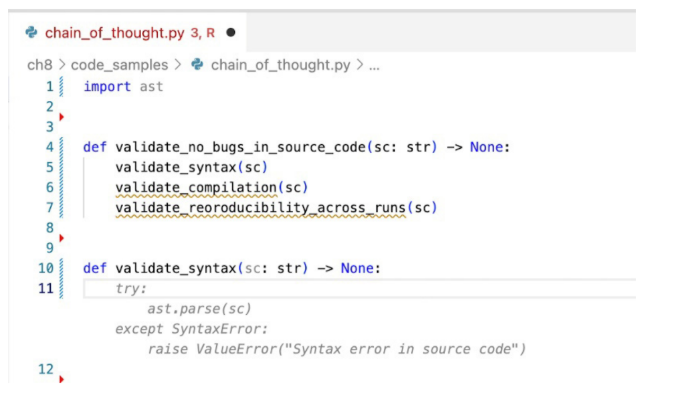 chain_of_thought.py 3, R
ch8 > code_samples > chain_of_thought.py > ...
1 import ast
2
3
4 def validate_no_bugs_in_source_code(sc: str) -> None:
5 validate_syntax(sc)
6 validate_compilation(sc)
7 validate_reoroducibility_across_runs(sc)
8
9
10 def validate_syntax(sc: str) -> None:
11 try:
ast.parse(sc)
except SyntaxError:
raise ValueError("Syntax error in source code")
12